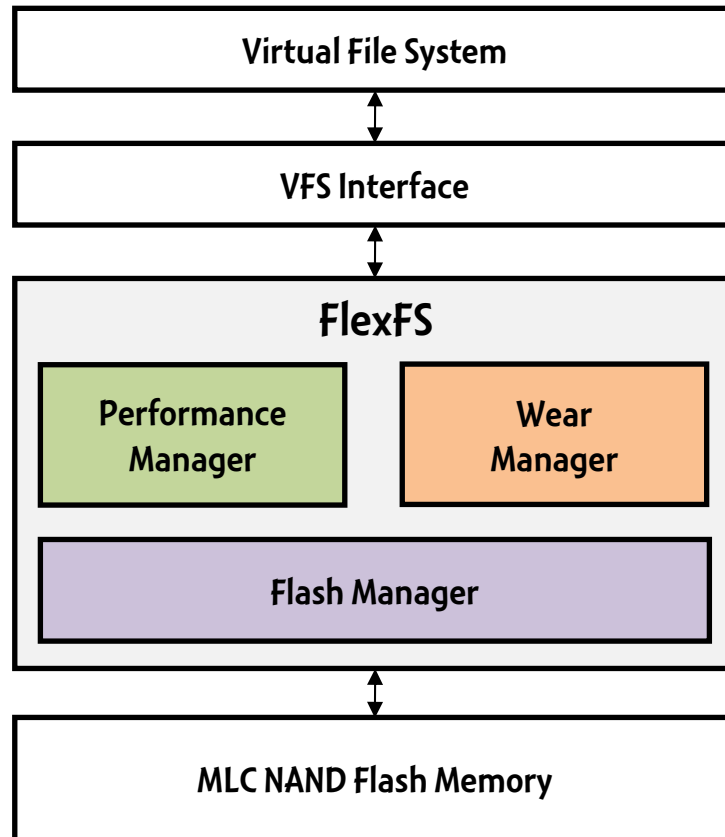 Virtual File System
VFS Interface
FlexFS
Performance
Manager
Wear
Manager
Flash Manager
MLC NAND Flash Memory